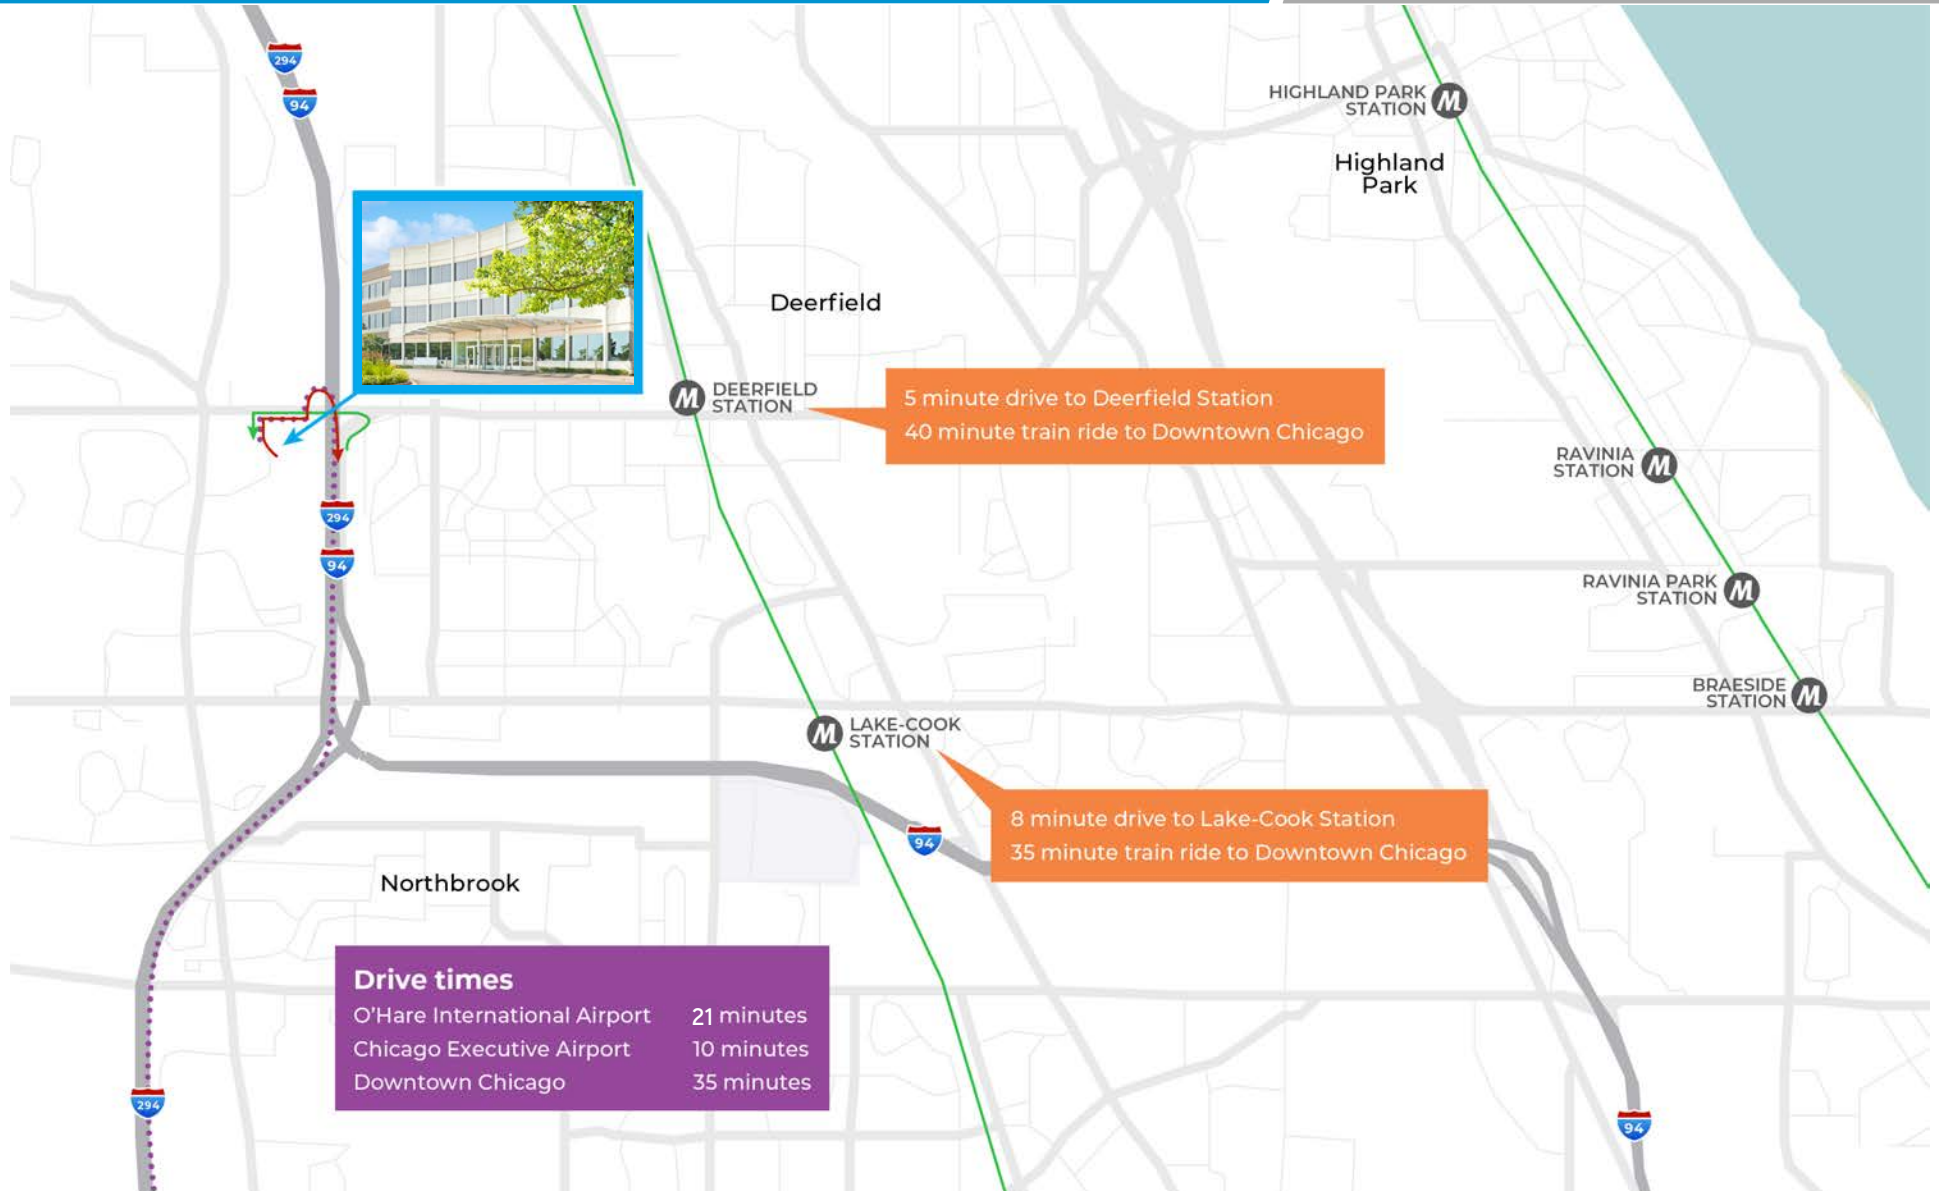 294
94
HIGHLAND PARK
STATION
M
Highland
Park
Deerfield
M
DEERFIELD
STATION
5 minute drive to Deerfield Station
40 minute train ride to Downtown Chicago
RAVINIA
STATION
M
294
94
RAVINIA PARK
STATION
M
BRAESIDE
STATION
M
M
LAKE-COOK
STATION
8 minute drive to Lake-Cook Station
35 minute train ride to Downtown Chicago
94
Northbrook
Drive times
O'Hare International Airport 21 minutes
Chicago Executive Airport 10 minutes
Downtown Chicago 35 minutes
294
94